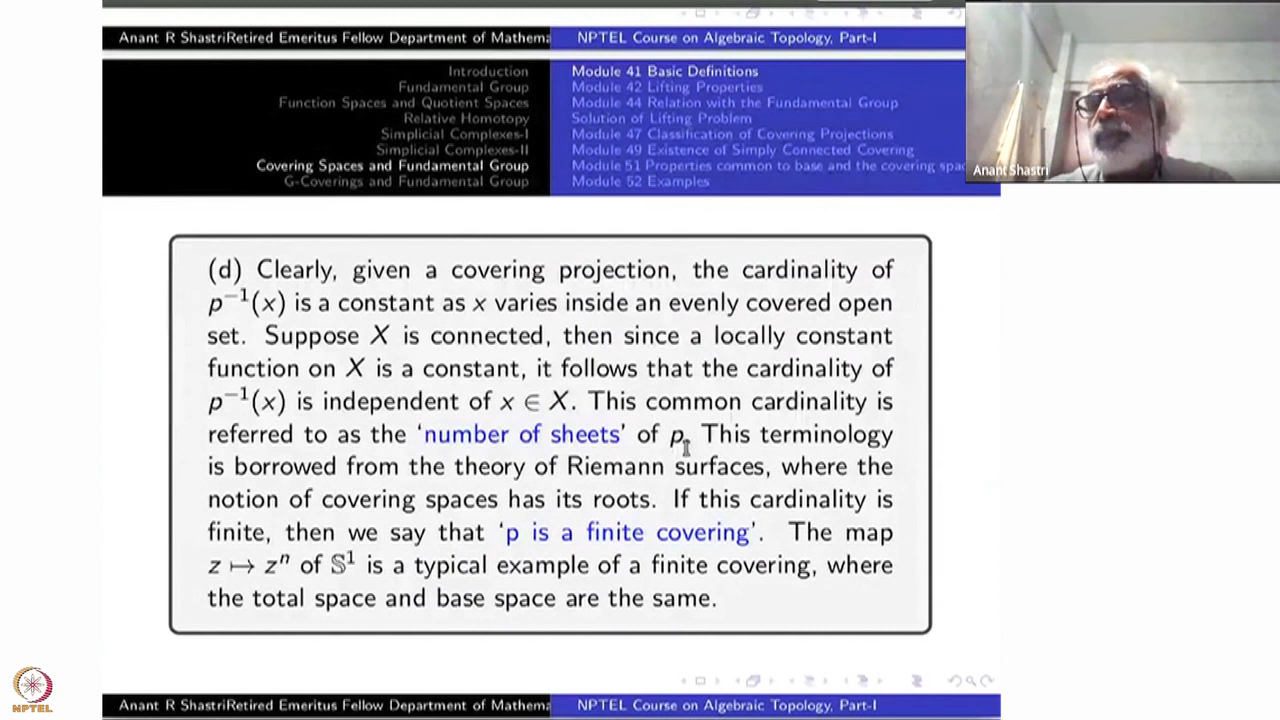 Anant R ShastriRetired Emeritus Fellow Department of Mathema
NPTEL Course on Algebraic Topology, Part-I
Introduction
Fundamental Group
Function Spaces and Quotient Spaces
Relative Homotopy
Simplicial Complexes-I
Simplicial Complexes-II
Covering Spaces and Fundamental Group
G-Coverings and Fundamental Group
Module 41 Basic Definitions
Module 42 Lifting Properties
Module 44 Relation with the Fundamental Group
Solution of Lifting Problem
Module 47 Classification of Covering Projections
Module 49 Existence of Simply Connected Covering
Module 51 Properties common to base and the covering spac
Module 52 Examples
Anant Shastri
(d) Clearly, given a covering projection, the cardinality of
p⁻¹(x) is a constant as x varies inside an evenly covered open
set. Suppose X is connected, then since a locally constant
function on X is a constant, it follows that the cardinality of
p⁻¹(x) is independent of x ∈ X. This common cardinality is
referred to as the ‘number of sheets’ of p. This terminology
is borrowed from the theory of Riemann surfaces, where the
notion of covering spaces has its roots. If this cardinality is
finite, then we say that ‘p is a finite covering’. The map
z ↦ zⁿ of 𝕊¹ is a typical example of a finite covering, where
the total space and base space are the same.
NPTEL
Anant R ShastriRetired Emeritus Fellow Department of Mathema
NPTEL Course on Algebraic Topology, Part-I